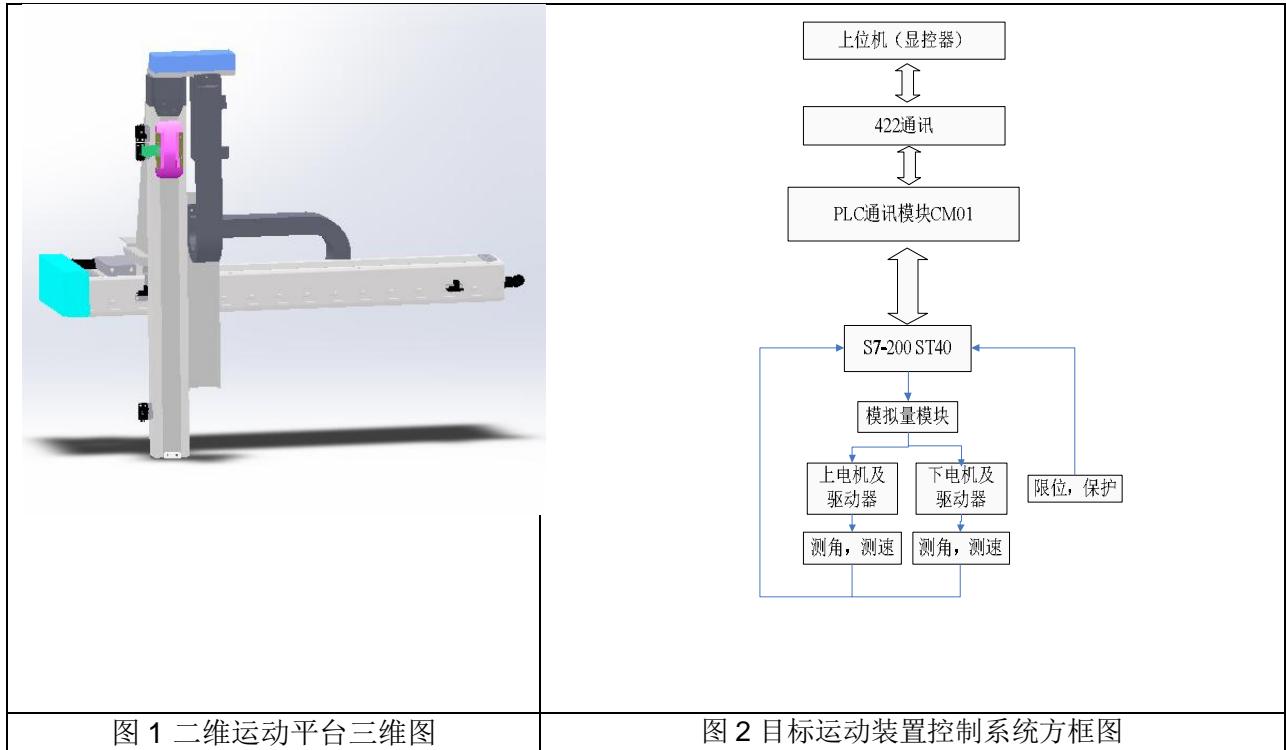 上位机（显控器）
422通讯
PLC通讯模块CM01
S7-200 ST40
模拟量模块
上电机及
驱动器
下电机及
驱动器
限位，保护
测角，测速
测角，测速
图 1 二维运动平台三维图
图 2 目标运动装置控制系统方框图